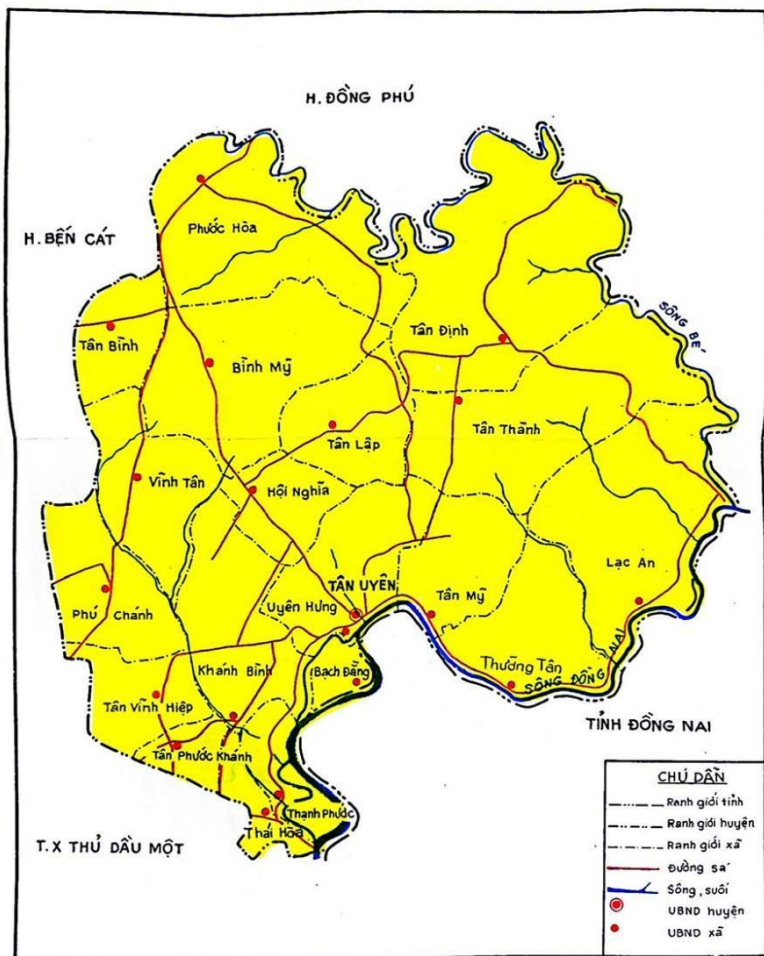 H. ĐỒNG PHÚ
Phước Hòa
H. BẾN CÁT
SÔNG BÉ
Tân Định
Tân Bình
Bình Mỹ
Tân Thành
Tân Lập
Vĩnh Tân
Hội Nghĩa
Lạc An
TÂN UYÊN
Phú Chánh
Uyên Hưng
Tân Mỹ
Khánh Bình
Bạch Đằng
Thường Tân
SÔNG ĐỒNG NAI
Tân Vĩnh Hiệp
TỈNH ĐỒNG NAI
Tân Phước Khánh
Thạnh Phước
Thái Hòa
T.X THỦ DẦU MỘT
CHÚ DẪN
Ranh giới tỉnh
Ranh giới huyện
Ranh giới xã
Đường sá
Sông, suối
UBND huyện
UBND xã